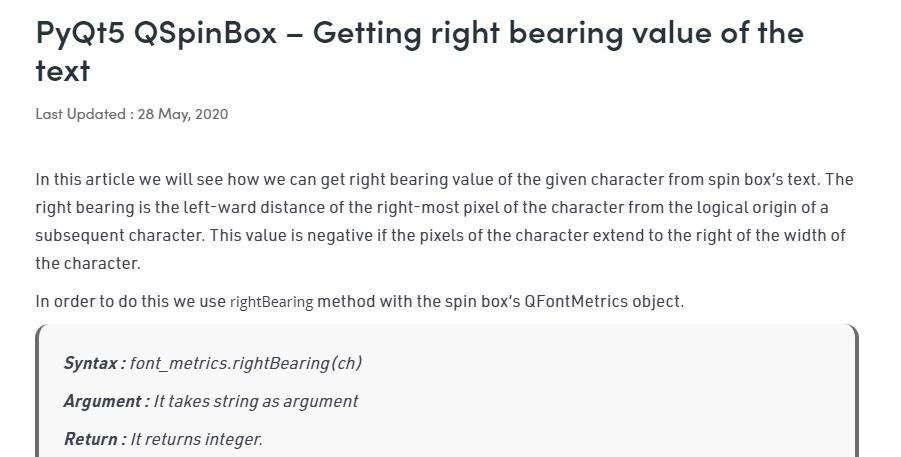 PyQt5 QSpinBox – Getting right bearing value of the
text
Last Updated : 28 May, 2020
In this article we will see how we can get right bearing value of the given character from spin box's text. The
right bearing is the left-ward distance of the right-most pixel of the character from the logical origin of a
subsequent character. This value is negative if the pixels of the character extend to the right of the width of
the character.
In order to do this we use rightBearing method with the spin box's QFontMetrics object.
Syntax : font_metrics.rightBearing(ch)
Argument : It takes string as argument
Return : It returns integer.